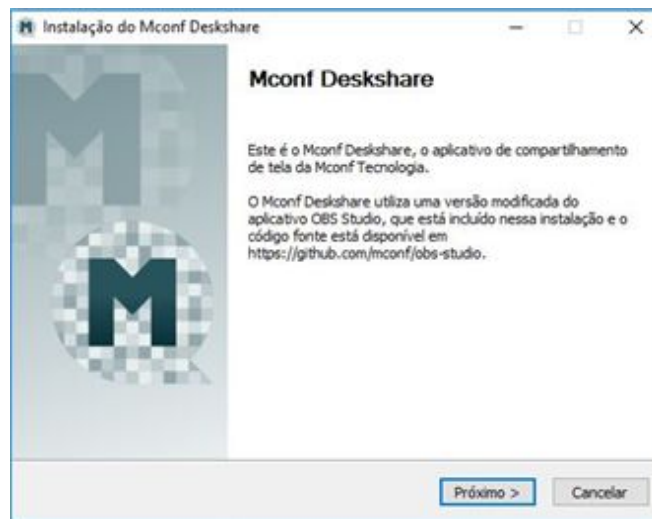 Instalação do Mconf Deskshare
Mconf Deskshare
Este é o Mconf Deskshare, o aplicativo de compartilhamento
de tela da Mconf Tecnologia.
O Mconf Deskshare utiliza uma versão modificada do
aplicativo OBS Studio, que está incluído nessa instalação e o
código fonte está disponível em
https://github.com/mconf/obs-studio.
M
M
Próximo >
Cancelar